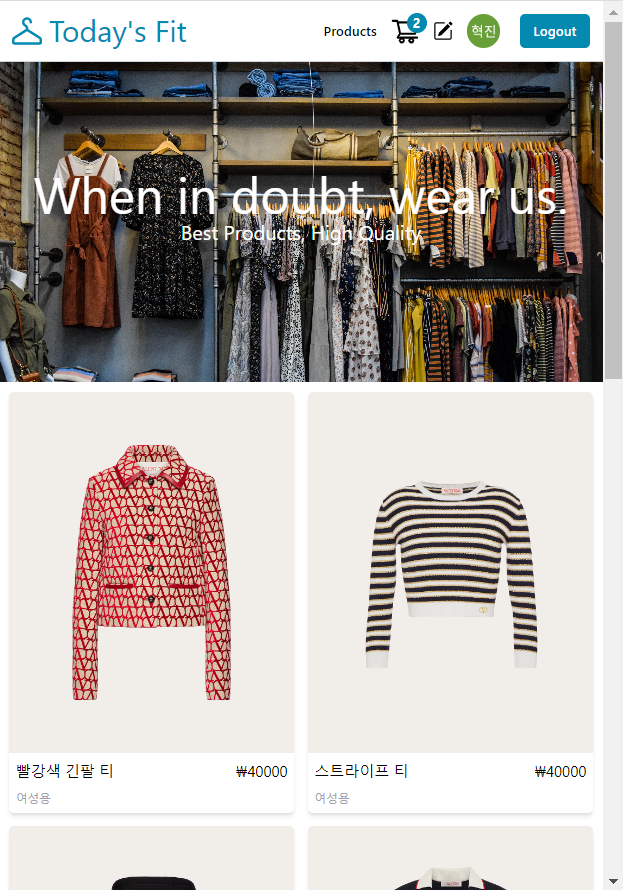 Today's Fit
Products
2
혁진
Logout
When in doubt, wear us.
Best Products, High Quality
빨강색 긴팔 티
₩40000
여성용
스트라이프 티
₩40000
여성용